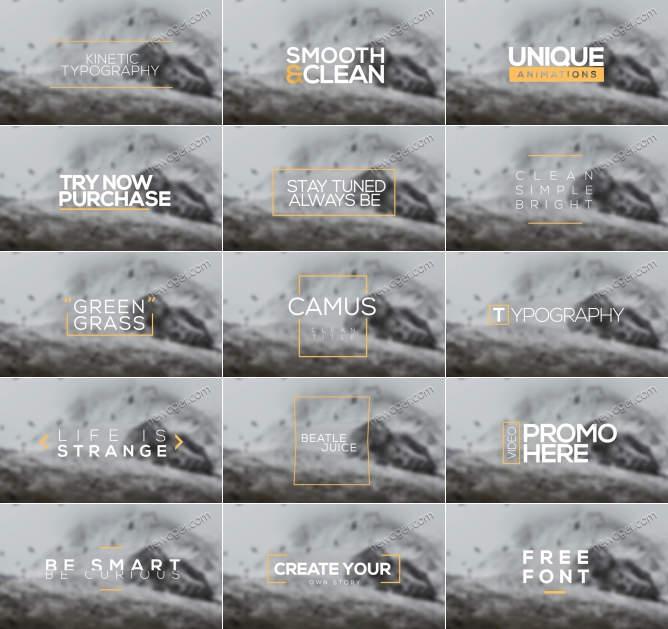 KINETIC
TYPOGRAPHY
SMOOTH
&CLEAN
UNIQUE
ANIMATIONS
TRY NOW
PURCHASE
STAY TUNED
ALWAYS BE
CLEAN
SIMPLE
BRIGHT
"GREEN"
GRASS
CAMUS
CLEAN
TITLE
TYPOGRAPHY
< LIFE IS >
STRANGE
BEATLE
JUICE
VIDEO
PROMO
HERE
BE SMART
BE CURIOUS
CREATE YOUR
OWN STORY
FREE
FONT